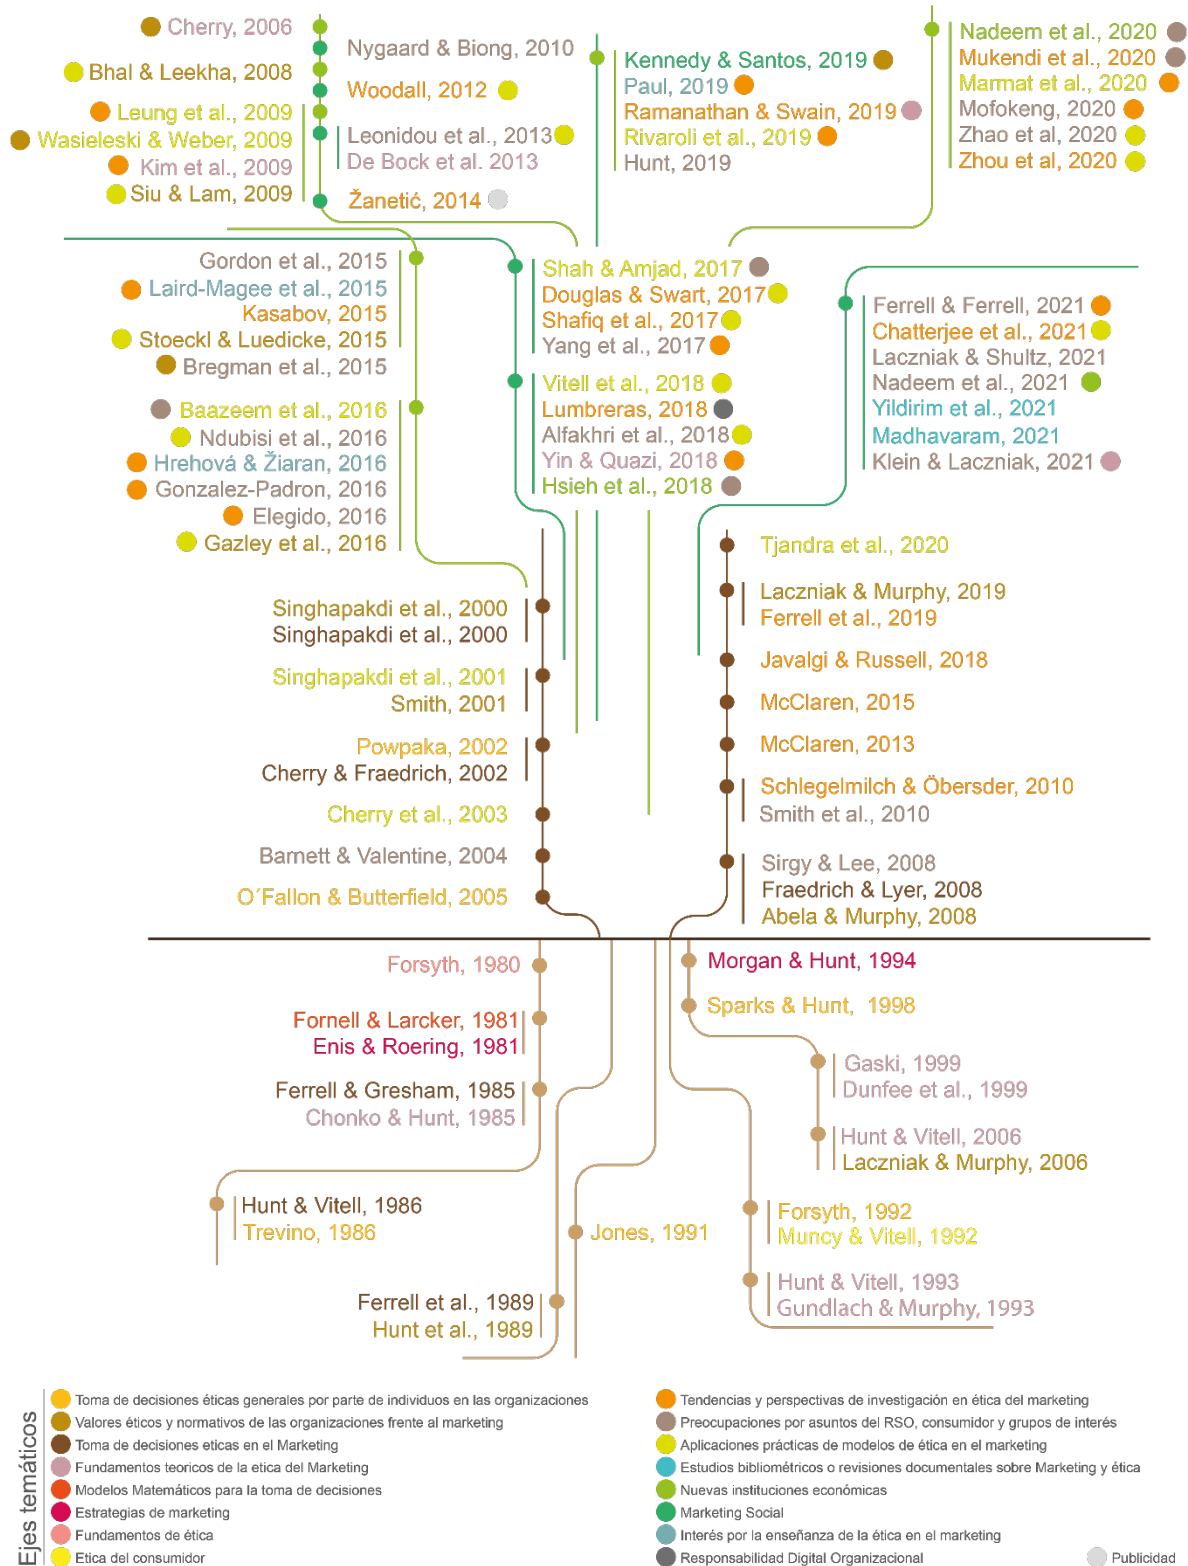 Cherry, 2006
Nygaard & Biong, 2010
Bhal & Leekha, 2008
Woodall, 2012
Leung et al., 2009
Wasieleski & Weber, 2009
Kim et al., 2009
Siu & Lam, 2009
Leonidou et al., 2013
De Bock et al. 2013
Žanetić, 2014
Kennedy & Santos, 2019
Paul, 2019
Ramanathan & Swain, 2019
Rivaroli et al., 2019
Hunt, 2019
Nadeem et al., 2020
Mukendi et al., 2020
Marmat et al., 2020
Mofokeng, 2020
Zhao et al, 2020
Zhou et al, 2020
Gordon et al., 2015
Laird-Magee et al., 2015
Kasabov, 2015
Stoeckl & Luedicke, 2015
Bregman et al., 2015
Baazeem et al., 2016
Ndubisi et al., 2016
Hrehová & Žiaran, 2016
Gonzalez-Padron, 2016
Elegido, 2016
Gazley et al., 2016
Shah & Amjad, 2017
Douglas & Swart, 2017
Shafiq et al., 2017
Yang et al., 2017
Vitell et al., 2018
Lumbreras, 2018
Alfakhri et al., 2018
Yin & Quazi, 2018
Hsieh et al., 2018
Ferrell & Ferrell, 2021
Chatterjee et al., 2021
Laczniak & Shultz, 2021
Nadeem et al., 2021
Yildirim et al., 2021
Madhavaram, 2021
Klein & Laczniak, 2021
Singhapakdi et al., 2000
Singhapakdi et al., 2000
Singhapakdi et al., 2001
Smith, 2001
Powpaka, 2002
Cherry & Fraedrich, 2002
Cherry et al., 2003
Barnett & Valentine, 2004
O´Fallon & Butterfield, 2005
Tjandra et al., 2020
Laczniak & Murphy, 2019
Ferrell et al., 2019
Javalgi & Russell, 2018
McClaren, 2015
McClaren, 2013
Schlegelmilch & Öbersder, 2010
Smith et al., 2010
Sirgy & Lee, 2008
Fraedrich & Lyer, 2008
Abela & Murphy, 2008
Forsyth, 1980
Fornell & Larcker, 1981
Enis & Roering, 1981
Ferrell & Gresham, 1985
Chonko & Hunt, 1985
Hunt & Vitell, 1986
Trevino, 1986
Ferrell et al., 1989
Hunt et al., 1989
Jones, 1991
Morgan & Hunt, 1994
Sparks & Hunt, 1998
Gaski, 1999
Dunfee et al., 1999
Hunt & Vitell, 2006
Laczniak & Murphy, 2006
Forsyth, 1992
Muncy & Vitell, 1992
Hunt & Vitell, 1993
Gundlach & Murphy, 1993
Ejes temáticos
Toma de decisiones éticas generales por parte de individuos en las organizaciones
Valores éticos y normativos de las organizaciones frente al marketing
Toma de decisiones eticas en el Marketing
Fundamentos teoricos de la etica del Marketing
Modelos Matemáticos para la toma de decisiones
Estrategias de marketing
Fundamentos de ética
Etica del consumidor
Tendencias y perspectivas de investigación en ética del marketing
Preocupaciones por asuntos del RSO, consumidor y grupos de interés
Aplicaciones prácticas de modelos de ética en el marketing
Estudios bibliométricos o revisiones documentales sobre Marketing y ética
Nuevas instituciones económicas
Marketing Social
Interés por la enseñanza de la ética en el marketing
Responsabilidad Digital Organizacional
Publicidad